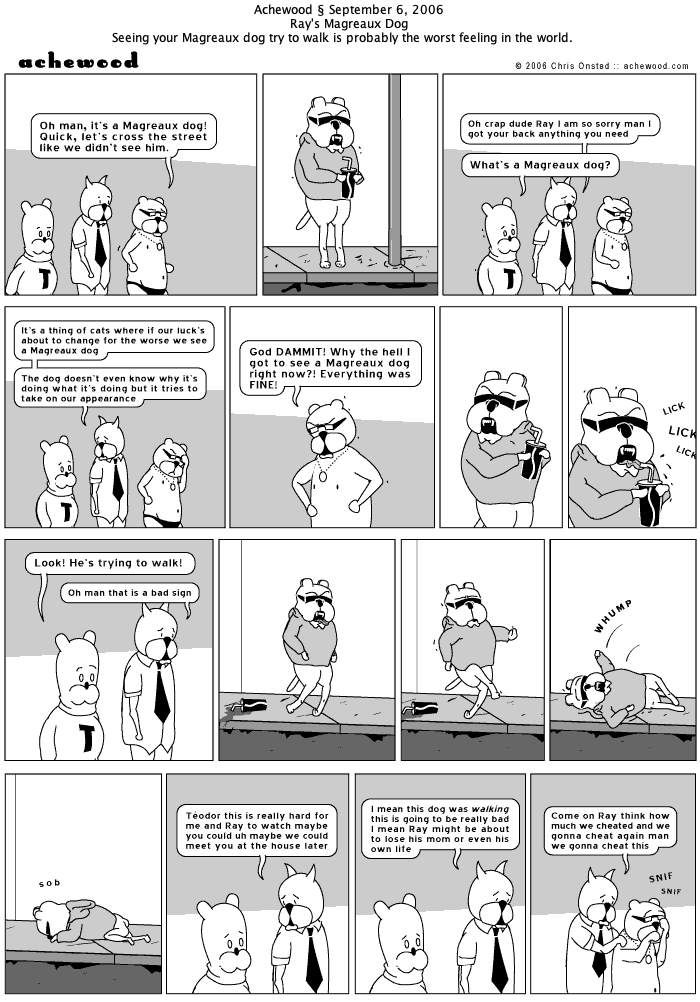 Achewood § September 6, 2006
Ray's Magreaux Dog
Seeing your Magreaux dog try to walk is probably the worst feeling in the world.
achewood
© 2006 Chris Onstad :: achewood.com
Oh man, it's a Magreaux dog!
Quick, let's cross the street
like we didn't see him.
Oh crap dude Ray I am so sorry man I
got your back anything you need
What's a Magreaux dog?
It's a thing of cats where if our luck's
about to change for the worse we see
a Magreaux dog
The dog doesn't even know why it's
doing what it's doing but it tries to
take on our appearance
God DAMMIT! Why the hell I
got to see a Magreaux dog
right now?! Everything was
FINE!
LICK
LICK
LICK
Look! He's trying to walk!
Oh man that is a bad sign
WHUMP
sob
Téodor this is really hard for
me and Ray to watch maybe
you could uh maybe we could
meet you at the house later
I mean this dog was walking
this is going to be really bad
I mean Ray might be about
to lose his mom or even his
own life
Come on Ray think how
much we cheated and we
gonna cheat again man
we gonna cheat this
SNIF
SNIF
T
T
T
T